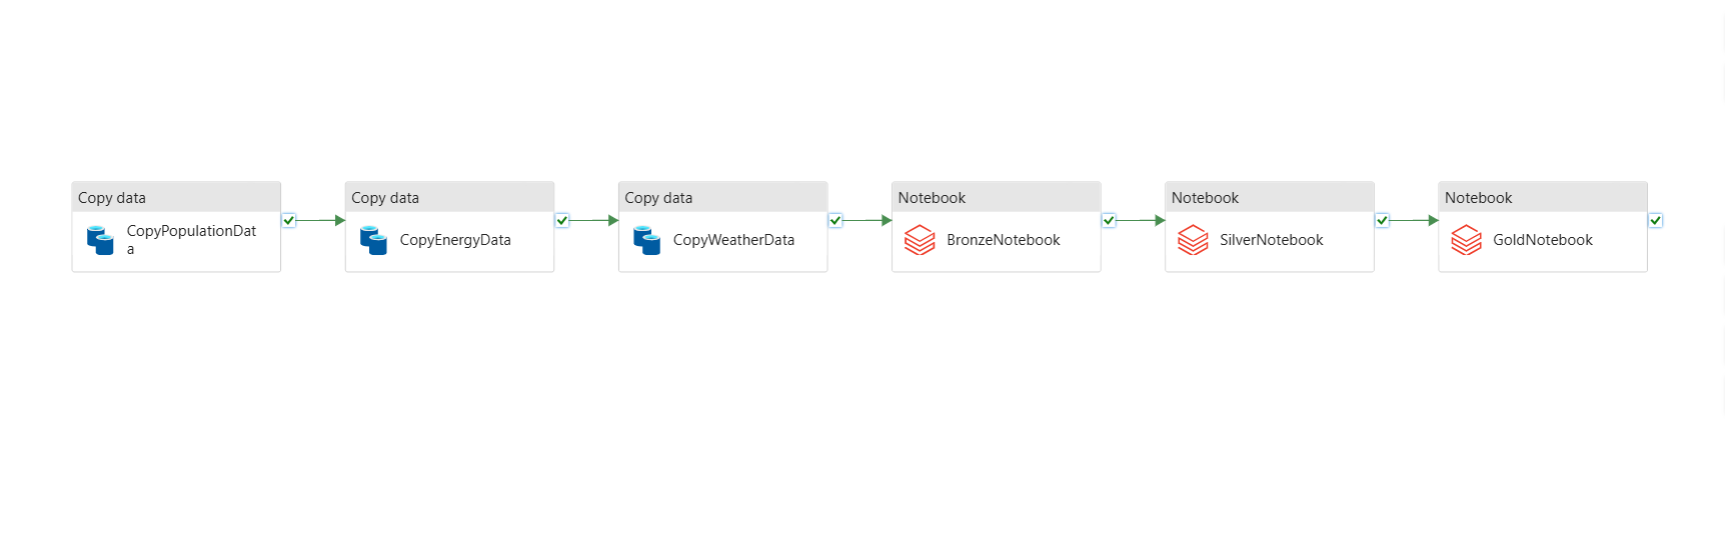 Copy data
CopyPopulationDat
a
Copy data
CopyEnergyData
Copy data
CopyWeatherData
Notebook
BronzeNotebook
Notebook
SilverNotebook
Notebook
GoldNotebook